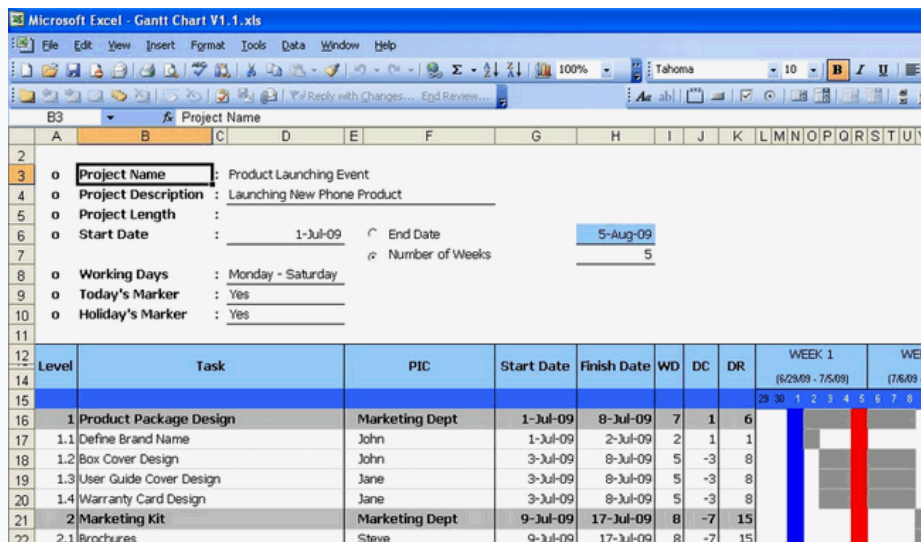 Microsoft Excel - Gantt Chart V1.1.xls
File Edit View Insert Format Tools Data Window Help
100% Tahoma 10 B I U
Reply with Changes... End Review...
B3 fx Project Name
A B C D E F G H I J K L M N O P Q R S T U
2
3 o Project Name : Product Launching Event
4 o Project Description : Launching New Phone Product
5 o Project Length :
6 o Start Date : 1-Jul-09 End Date 5-Aug-09
7 Number of Weeks 5
8 o Working Days : Monday - Saturday
9 o Today's Marker : Yes
10 o Holiday's Marker : Yes
11
12 Level Task PIC Start Date Finish Date WD DC DR WEEK 1 WE
14 (6/29/09 - 7/5/09) (7/6/09
15 29 30 1 2 3 4 5 6 7 8
16 1 Product Package Design Marketing Dept 1-Jul-09 8-Jul-09 7 1 6
17 1.1 Define Brand Name John 1-Jul-09 2-Jul-09 2 1 1
18 1.2 Box Cover Design John 3-Jul-09 8-Jul-09 5 -3 8
19 1.3 User Guide Cover Design Jane 3-Jul-09 8-Jul-09 5 -3 8
20 1.4 Warranty Card Design Jane 3-Jul-09 8-Jul-09 5 -3 8
21 2 Marketing Kit Marketing Dept 9-Jul-09 17-Jul-09 8 -7 15
22 2.1 Brochures Steve 9-Jul-09 17-Jul-09 8 -7 15